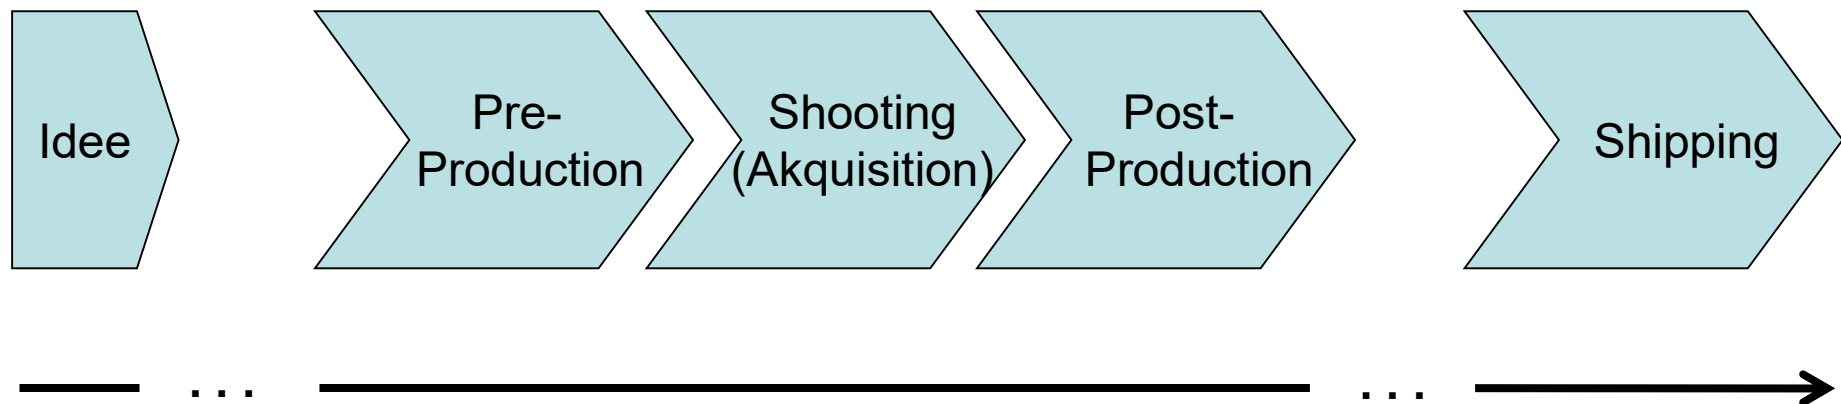 Idee
Pre-
Production
Shooting
(Akquisition)
Post-
Production
Shipping
... ...